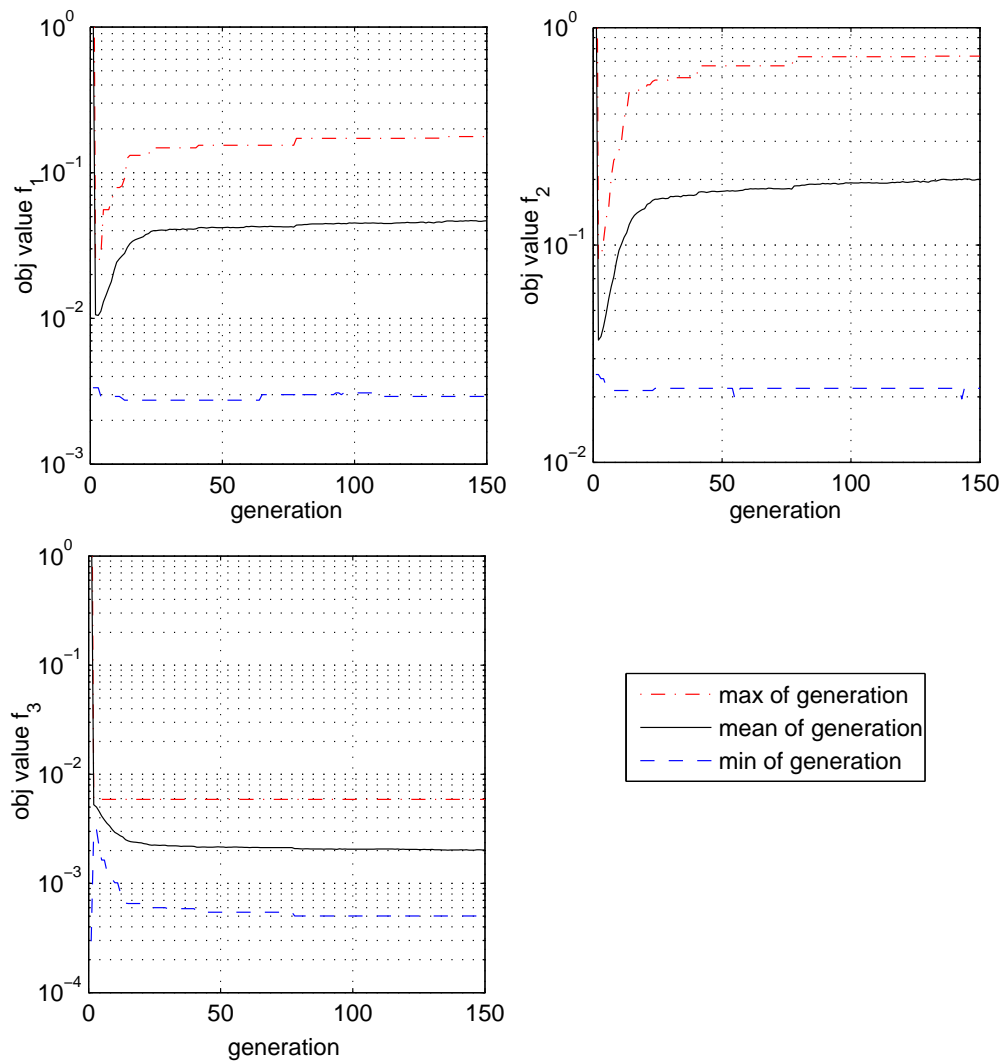 10^0
10^-1
10^-2
10^-3
0
50
100
150
generation
obj value f_1
10^0
10^-1
10^-2
0
50
100
150
generation
obj value f_2
10^0
10^-1
10^-2
10^-3
10^-4
0
50
100
150
generation
obj value f_3
max of generation
mean of generation
min of generation